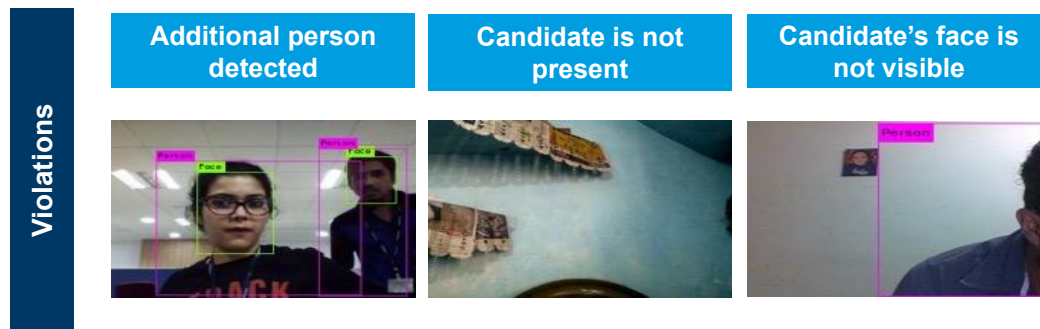 Violations
Additional person
detected
Candidate is not
present
Candidate's face is
not visible
Person
Face
Person
Face
Person